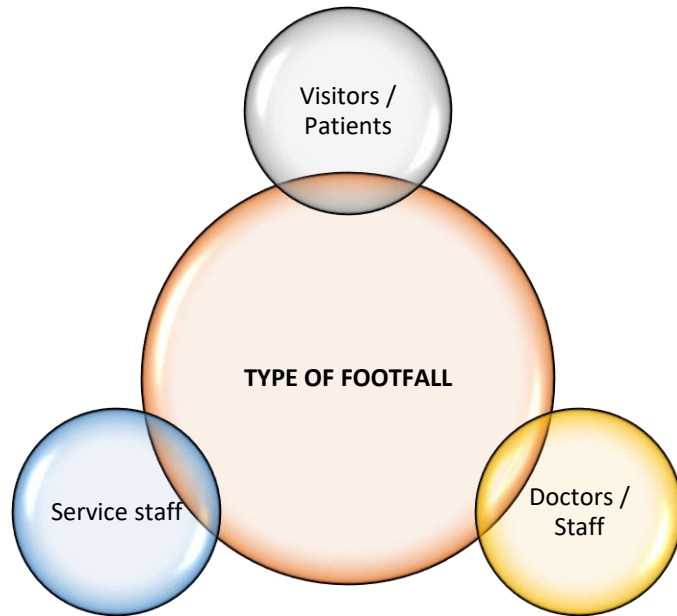 Visitors /
Patients
TYPE OF FOOTFALL
Service staff
Doctors /
Staff